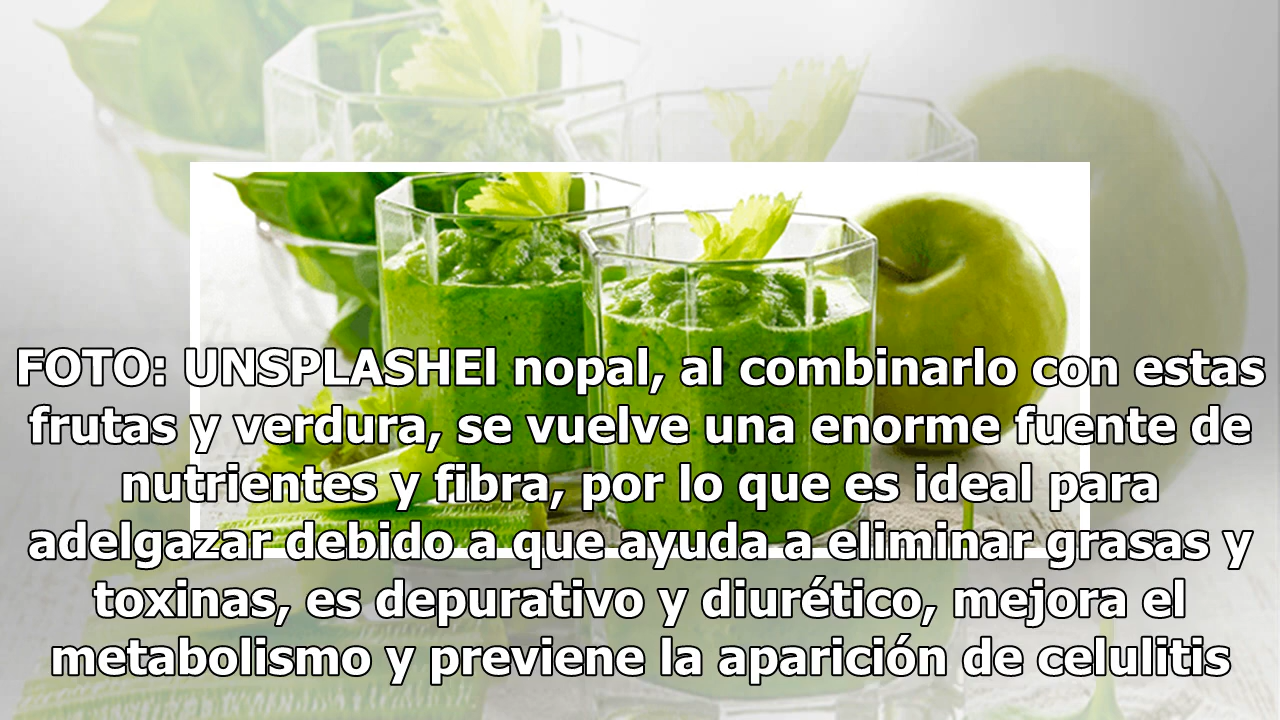 FOTO: UNSPLASHEl nopal, al combinarlo con estas
frutas y verdura, se vuelve una enorme fuente de
nutrientes y fibra, por lo que es ideal para
adelgazar debido a que ayuda a eliminar grasas y
toxinas, es depurativo y diurético, mejora el
metabolismo y previene la aparición de celulitis